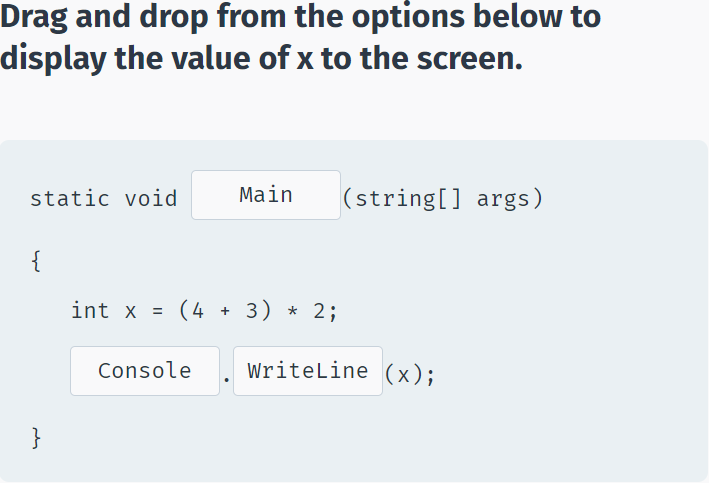 Drag and drop from the options below to
display the value of x to the screen.
static void Main (string[] args)
{
int x = (4 + 3) * 2;
Console . WriteLine (x);
}